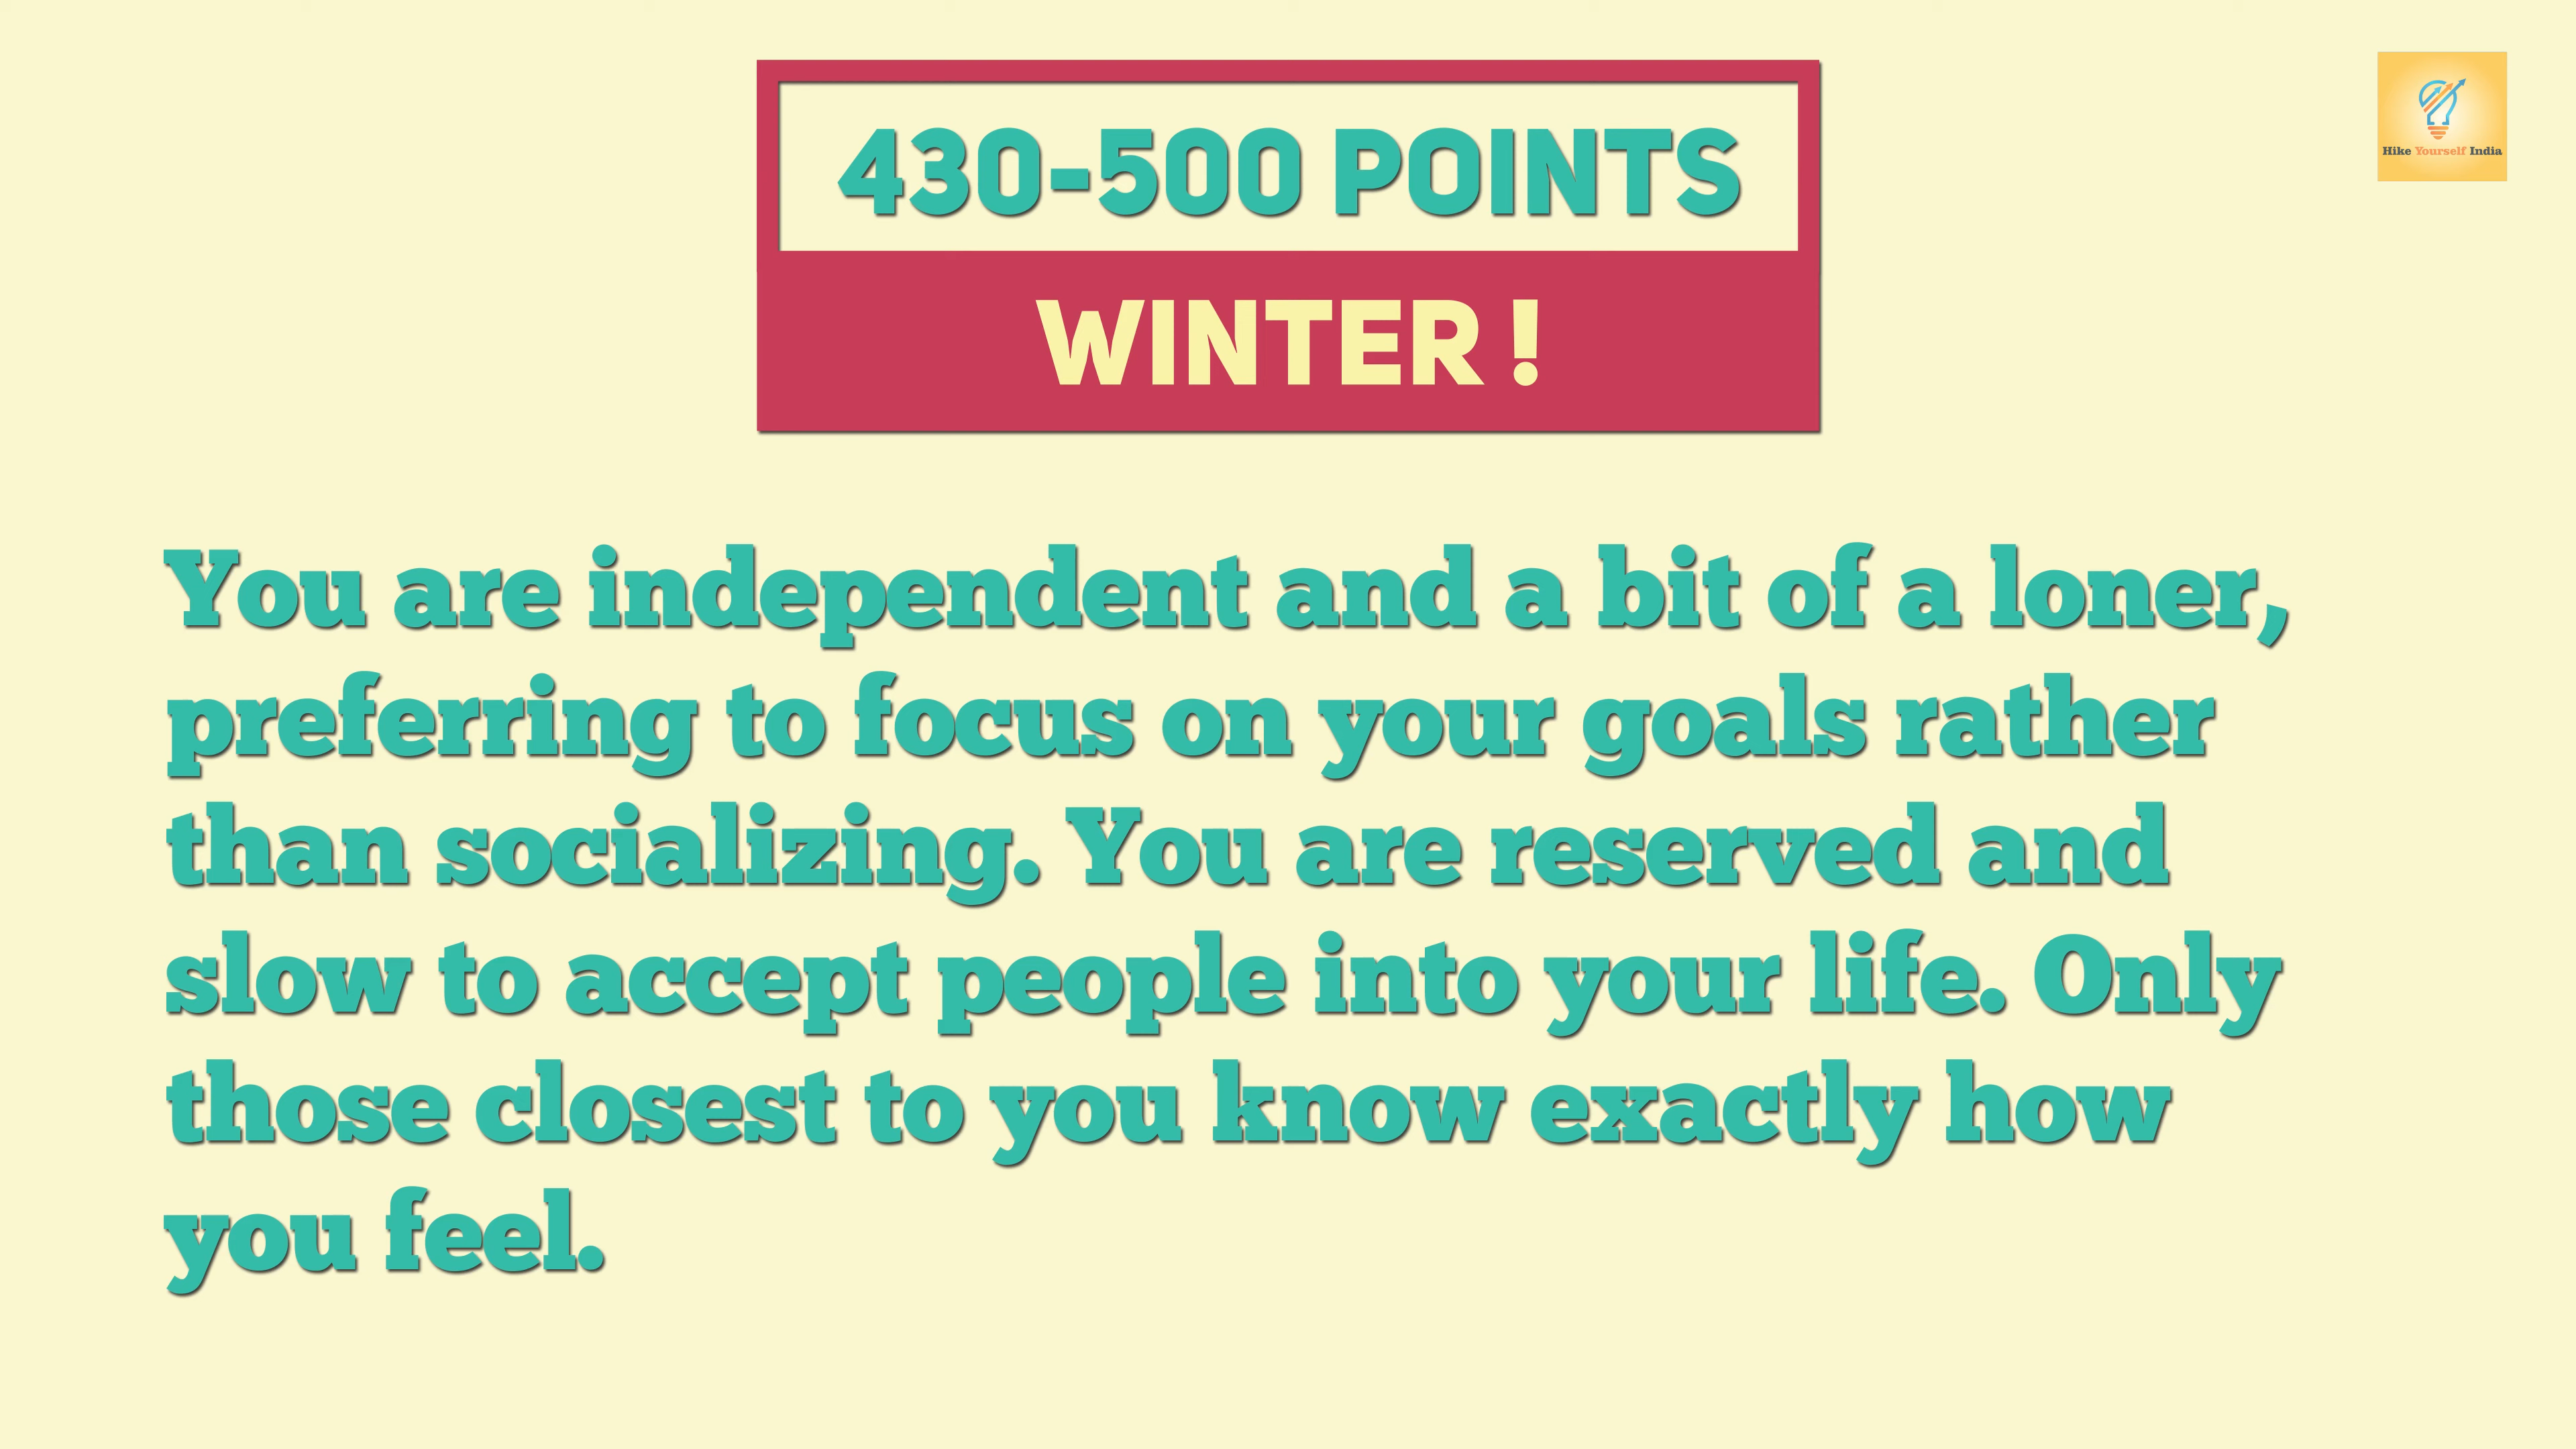 430-500 POINTS
WINTER !
Hike Yourself India
You are independent and a bit of a loner,
preferring to focus on your goals rather
than socializing. You are reserved and
slow to accept people into your life. Only
those closest to you know exactly how
you feel.